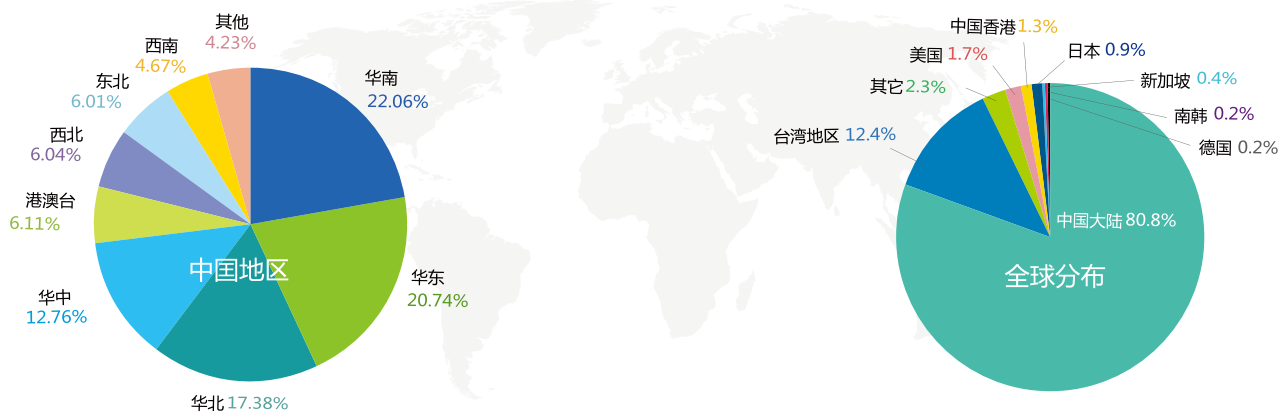 其他
4.23%
西南
4.67%
东北
6.01%
西北
6.04%
港澳台
6.11%
华中
12.76%
华北 17.38%
华东
20.74%
华南
22.06%
中国地区
中国香港 1.3%
美国 1.7%
其它 2.3%
台湾地区 12.4%
日本 0.9%
新加坡 0.4%
南韩 0.2%
德国 0.2%
中国大陆 80.8%
全球分布